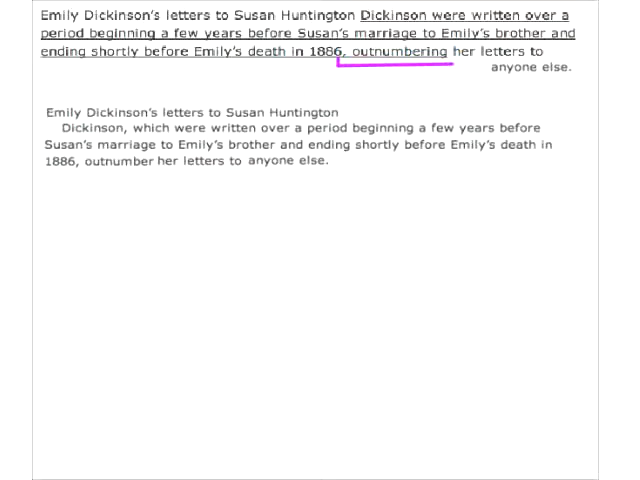 Emily Dickinson's letters to Susan Huntington Dickinson were written over a
period beginning a few years before Susan's marriage to Emily's brother and
ending shortly before Emily's death in 1886, outnumbering her letters to
anyone else.
Emily Dickinson's letters to Susan Huntington
Dickinson, which were written over a period beginning a few years before
Susan's marriage to Emily's brother and ending shortly before Emily's death in
1886, outnumber her letters to anyone else.